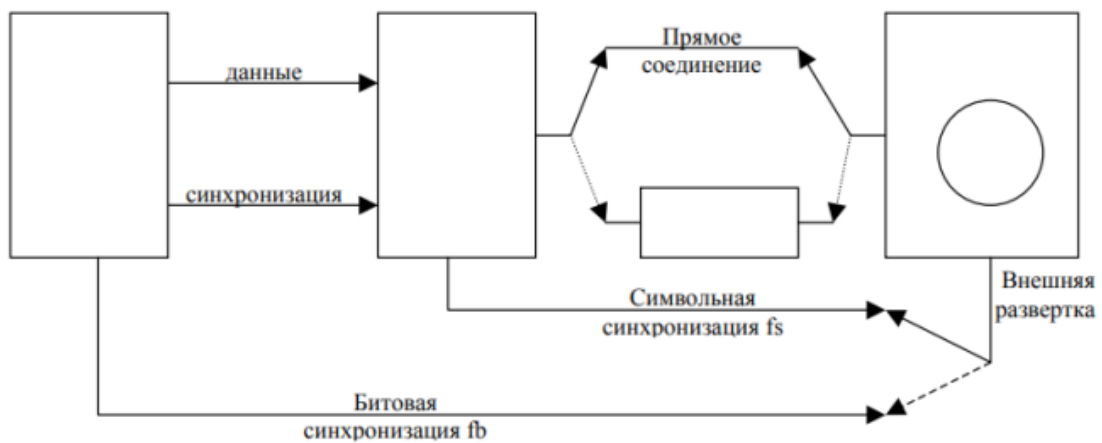 Прямое
соединение
данные
синхронизация
Внешняя
развертка
Символьная
синхронизация fs
Битовая
синхронизация fb